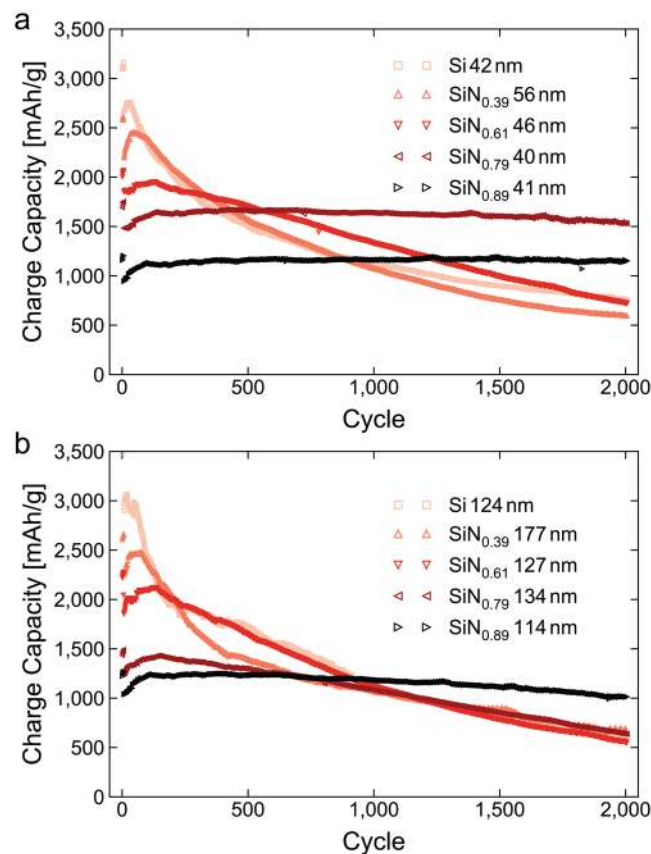 a
3,500
3,000
2,500
2,000
1,500
1,000
500
0
Charge Capacity [mAh/g]
Si 42 nm
SiN0.39 56 nm
SiN0.61 46 nm
SiN0.79 40 nm
SiN0.89 41 nm
0 500 1,000 1,500 2,000
Cycle
b
3,500
3,000
2,500
2,000
1,500
1,000
500
0
Charge Capacity [mAh/g]
Si 124 nm
SiN0.39 177 nm
SiN0.61 127 nm
SiN0.79 134 nm
SiN0.89 114 nm
0 500 1,000 1,500 2,000
Cycle